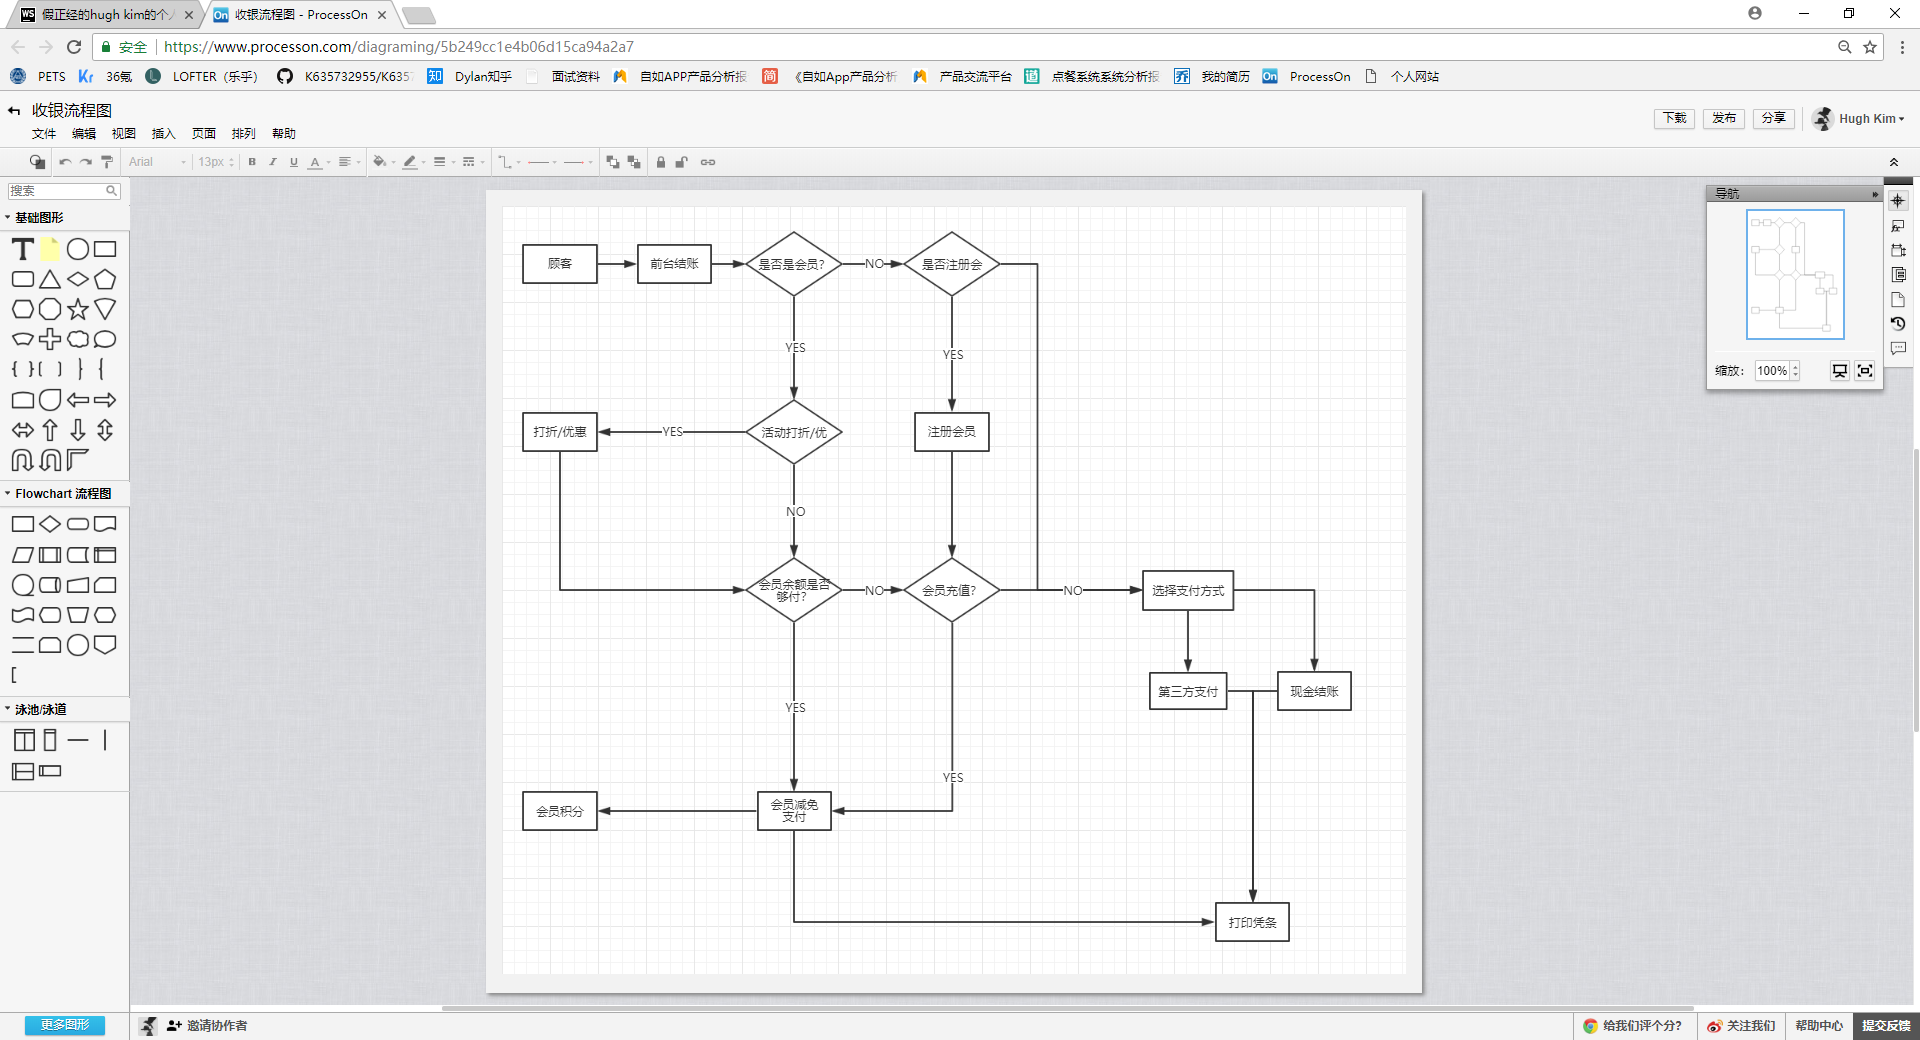 假正经的hugh kim的个
收银流程图 - ProcessOn
安全 https://www.processon.com/diagraming/5b249cc1e4b06d15ca94a2a7
PETS 36氪 LOFTER（乐乎） K635732955/K635 Dylan知乎 面试资料 自如APP产品分析报 《自如App产品分析 产品交流平台 点餐系统系统分析报 我的简历 ProcessOn 个人网站
收银流程图
文件 编辑 视图 插入 页面 排列 帮助
下载 发布 分享 Hugh Kim
Arial 13px B I U A
搜索
基础图形
Flowchart 流程图
泳池/泳道
更多图形
导航
缩放： 100%
顾客 前台结账 是否是会员？ NO 是否注册会
YES YES
打折/优惠 YES 活动打折/优 注册会员
NO
会员余额是否
够付？
NO 会员充值？ NO 选择支付方式
第三方支付 现金结账
YES
YES
会员积分
会员减免
支付
打印凭条
邀请协作者
给我们评个分？ 关注我们 帮助中心 提交反馈